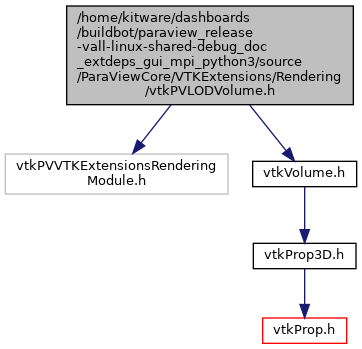 /home/kitware/dashboards
/buildbot/paraview_release
-vall-linux-shared-debug_doc
_extdeps_gui_mpi_python3/source
/ParaViewCore/VTKExtensions/Rendering
/vtkPVLODVolume.h
vtkPVVTKExtensionsRendering
Module.h
vtkVolume.h
vtkProp3D.h
vtkProp.h